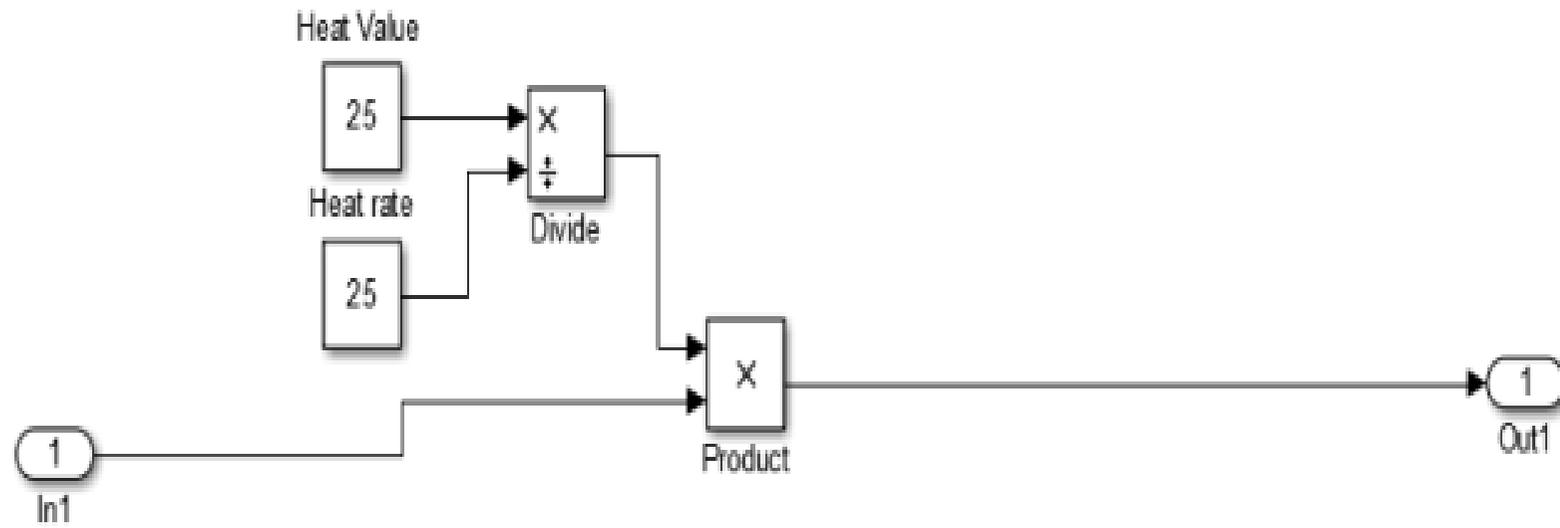 Heat Value
25
X
÷
Divide
Heat rate
25
X
Product
1
In1
1
Out1